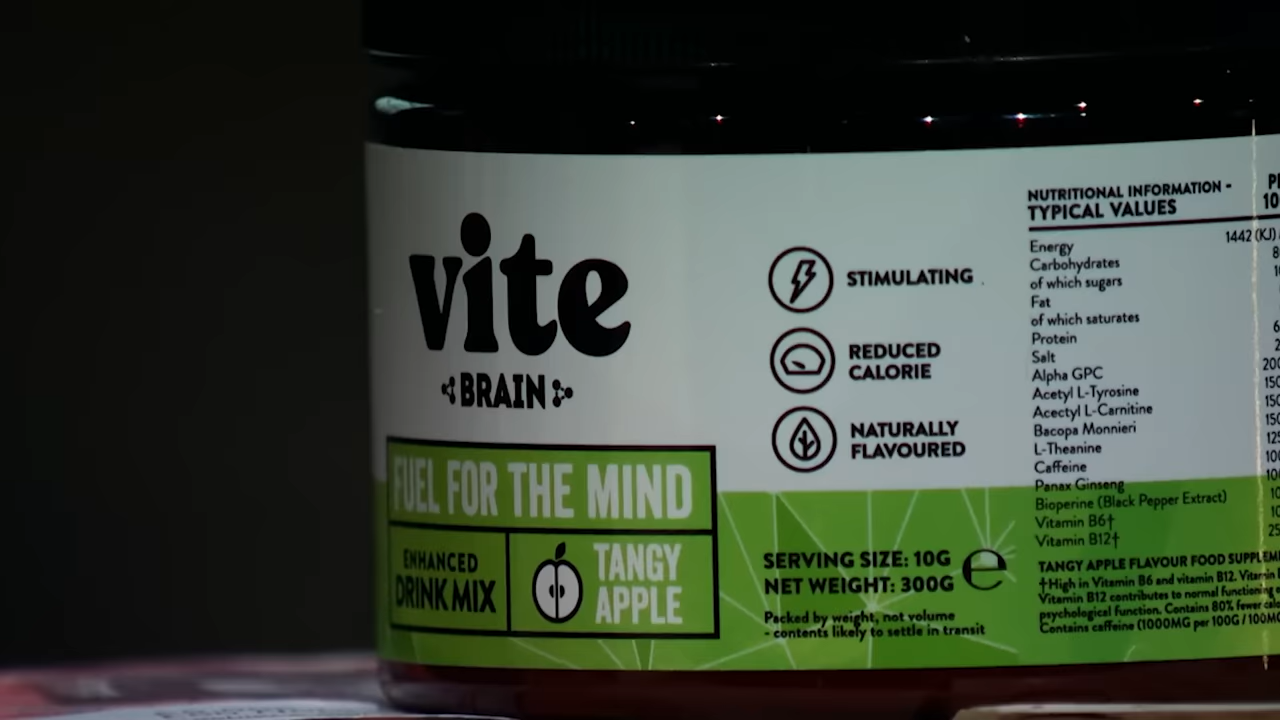 vite
BRAIN
FUEL FOR THE MIND
ENHANCED
DRINK MIX
TANGY
APPLE
STIMULATING
REDUCED
CALORIE
NATURALLY
FLAVOURED
SERVING SIZE: 10G
NET WEIGHT: 300G
e
Packed by weight, not volume
- contents likely to settle in transit
NUTRITIONAL INFORMATION -
TYPICAL VALUES
Energy 1442 (KJ)
Carbohydrates
of which sugars
Fat
of which saturates
Protein
Salt
Alpha GPC
Acetyl L-Tyrosine
Acectyl L-Carnitine
Bacopa Monnieri
L-Theanine
Caffeine
Panax Ginseng
Bioperine (Black Pepper Extract)
Vitamin B6†
Vitamin B12†
TANGY APPLE FLAVOUR FOOD
†High in Vitamin B6 and vitamin B12.
Vitamin B12 contributes to normal functioning
psychological function. Contains 80% fewer
Contains caffeine (1000MG per 100G / 100MG